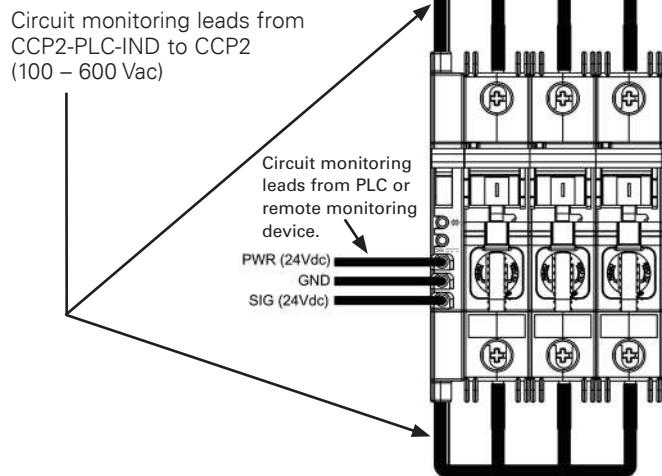 Circuit monitoring leads from
CCP2-PLC-IND to CCP2
(100 – 600 Vac)
Circuit monitoring
leads from PLC or
remote monitoring
device.
PWR (24Vdc)
GND
SIG (24Vdc)